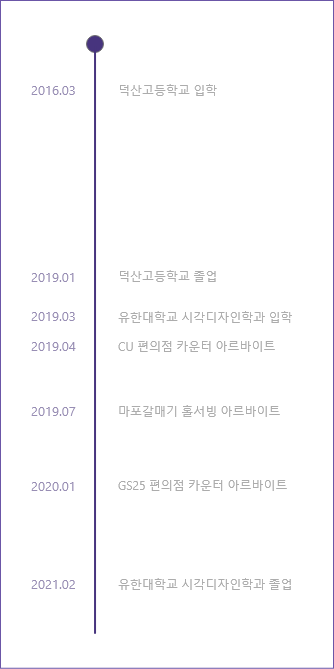 2016.03 덕산고등학교 입학
2019.01 덕산고등학교 졸업
2019.03 유한대학교 시각디자인학과 입학
2019.04 CU 편의점 카운터 아르바이트
2019.07 마포갈매기 홀서빙 아르바이트
2020.01 GS25 편의점 카운터 아르바이트
2021.02 유한대학교 시각디자인학과 졸업